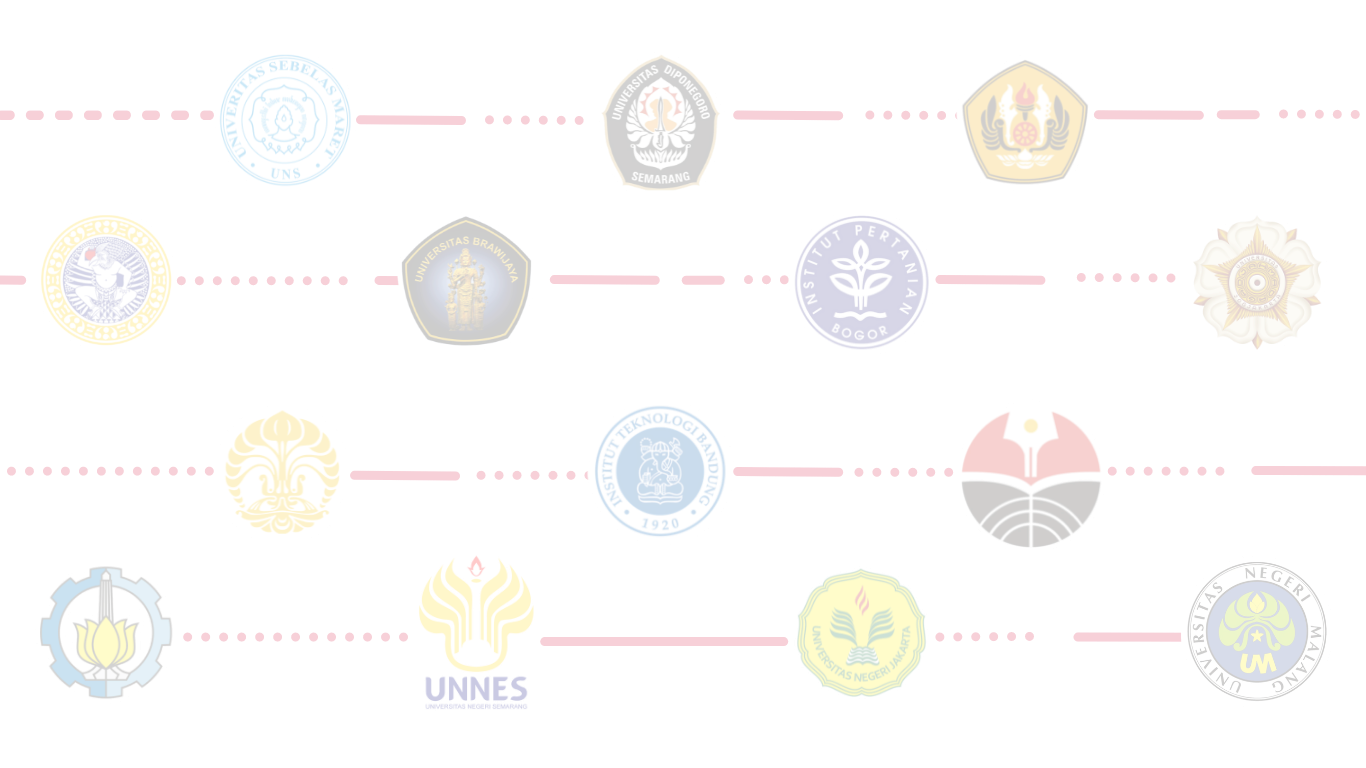 UNIVERITAS SEBELAS MARET
UNS
UNIVERSITAS DIPONEGORO
SEMARANG
UNIVERSITAS BRAWIJAYA
INSTITUT PERTANIAN
BOGOR
INSTITUT TEKNOLOGI BANDUNG
1920
UNNES
UNIVERSITAS NEGERI SEMARANG
UNIVERSITAS NEGERI JAKARTA
UNIVERSITAS NEGERI MALANG
UM